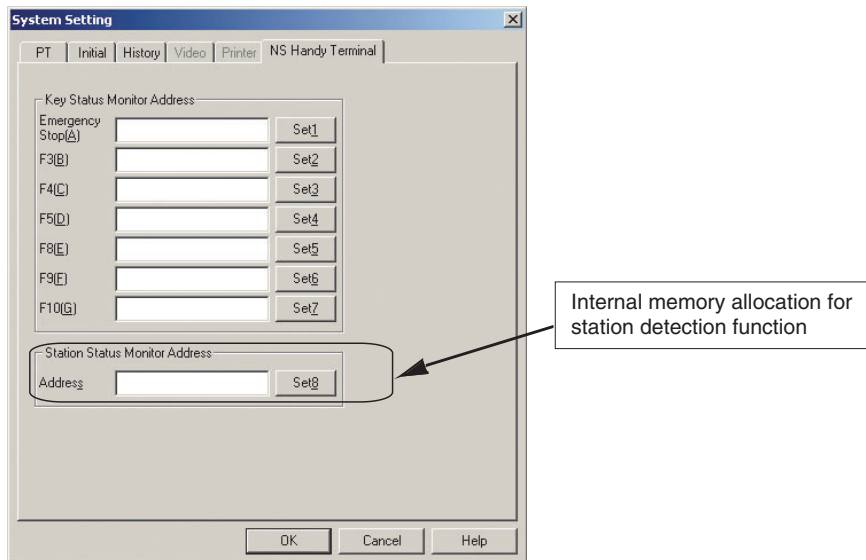 System Setting
PT Initial History Video Printer NS Handy Terminal
Key Status Monitor Address
Emergency
Stop(A) Set1
F3(B) Set2
F4(C) Set3
F5(D) Set4
F8(E) Set5
F9(F) Set6
F10(G) Set7
Station Status Monitor Address
Address Set8
OK Cancel Help
Internal memory allocation for
station detection function